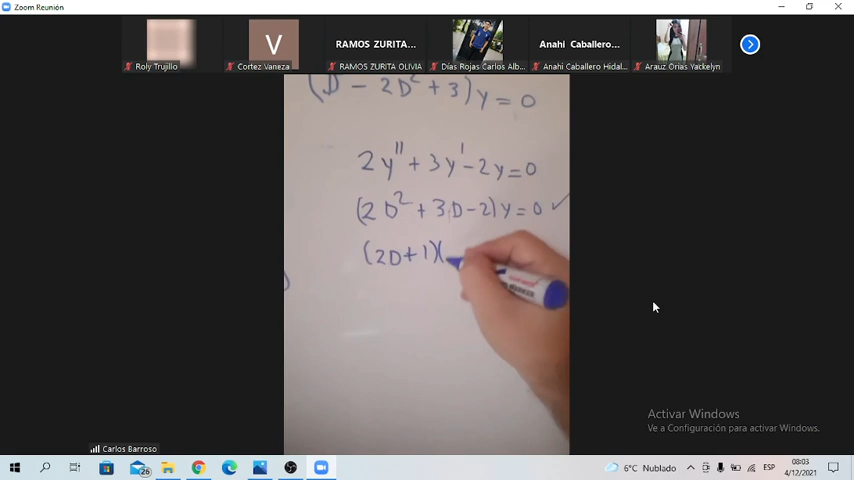 Zoom Reunión
V
RAMOS ZURITA...
Anahi Caballero...
Roly Trujillo
Cortez Vaneza
RAMOS ZURITA OLIVIA
Días Rojas Carlos Alb...
Anahi Caballero Hidal...
Arauz Orias Yackelyn
(D - 2D² + 3)y = 0
2y'' + 3y' - 2y = 0
(2D² + 3D - 2)y = 0 ✓
(2D + 1)(
Activar Windows
Ve a Configuración para activar Windows.
Carlos Barroso
26
6°C Nublado
ESP
08:03
4/12/2021